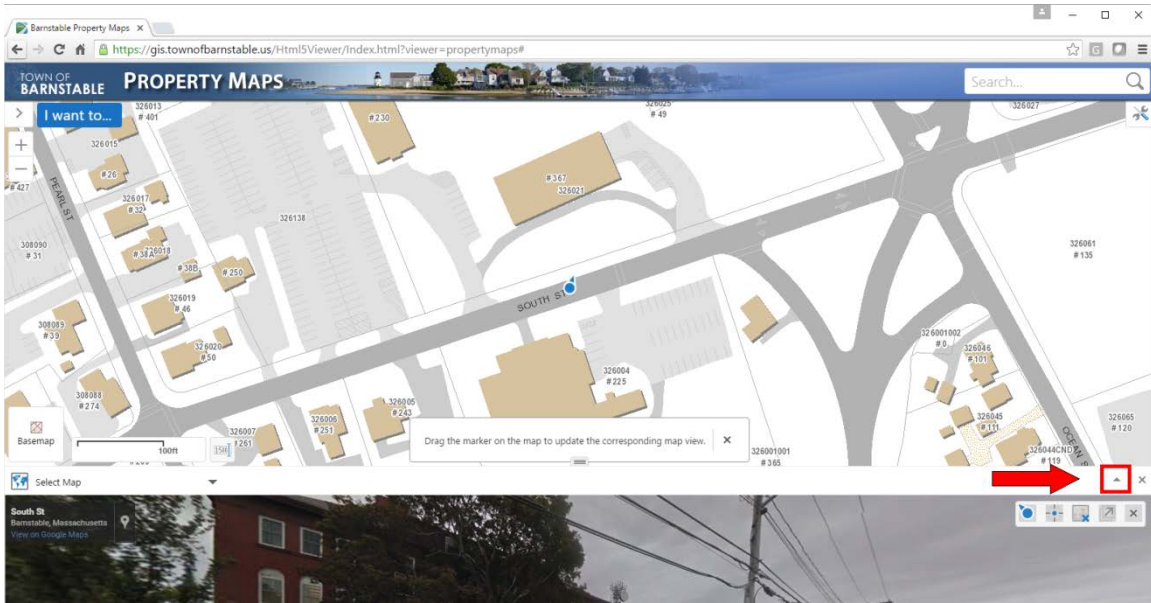 Barnstable Property Maps
https://gis.townofbarnstable.us/Html5Viewer/Index.html?viewer=propertymaps#
TOWN OF
BARNSTABLE
PROPERTY MAPS
Search...
I want to...
326013
# 401
326025
# 49
326027
# 230
326015
# 26
# 427
PEARL ST
326017
# 32
# 367
326021
326138
308090
# 31
326018
# 38A
# 38B
# 250
326061
# 135
326019
# 46
SOUTH ST
308089
# 39
326020
# 50
326001002
# 0
326046
# 101
326004
# 225
308088
# 274
326005
# 243
326006
# 251
326007
# 261
326045
# 111
326065
# 120
OCEAN S
326044CND
# 119
326001001
# 365
Basemap
100ft
Drag the marker on the map to update the corresponding map view.
Select Map
South St
Barnstable, Massachusetts
View on Google Maps